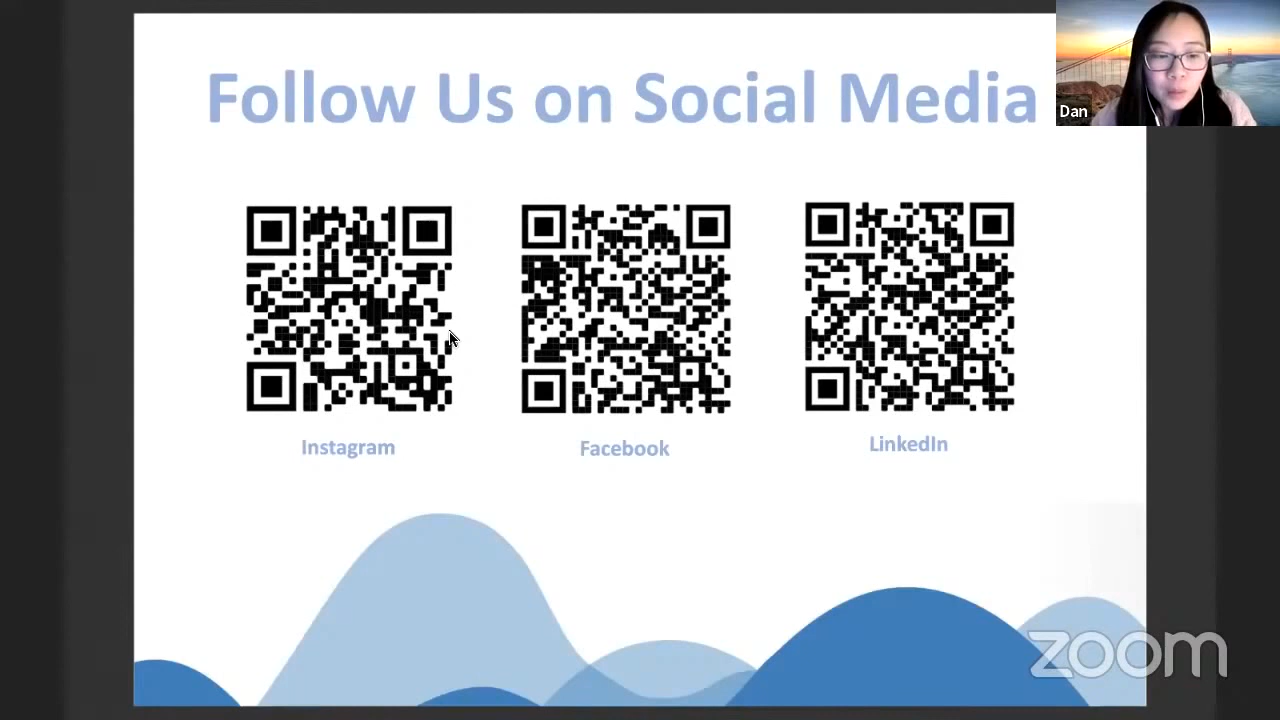 Follow Us on Social Media
Dan
Instagram
Facebook
LinkedIn
zoom